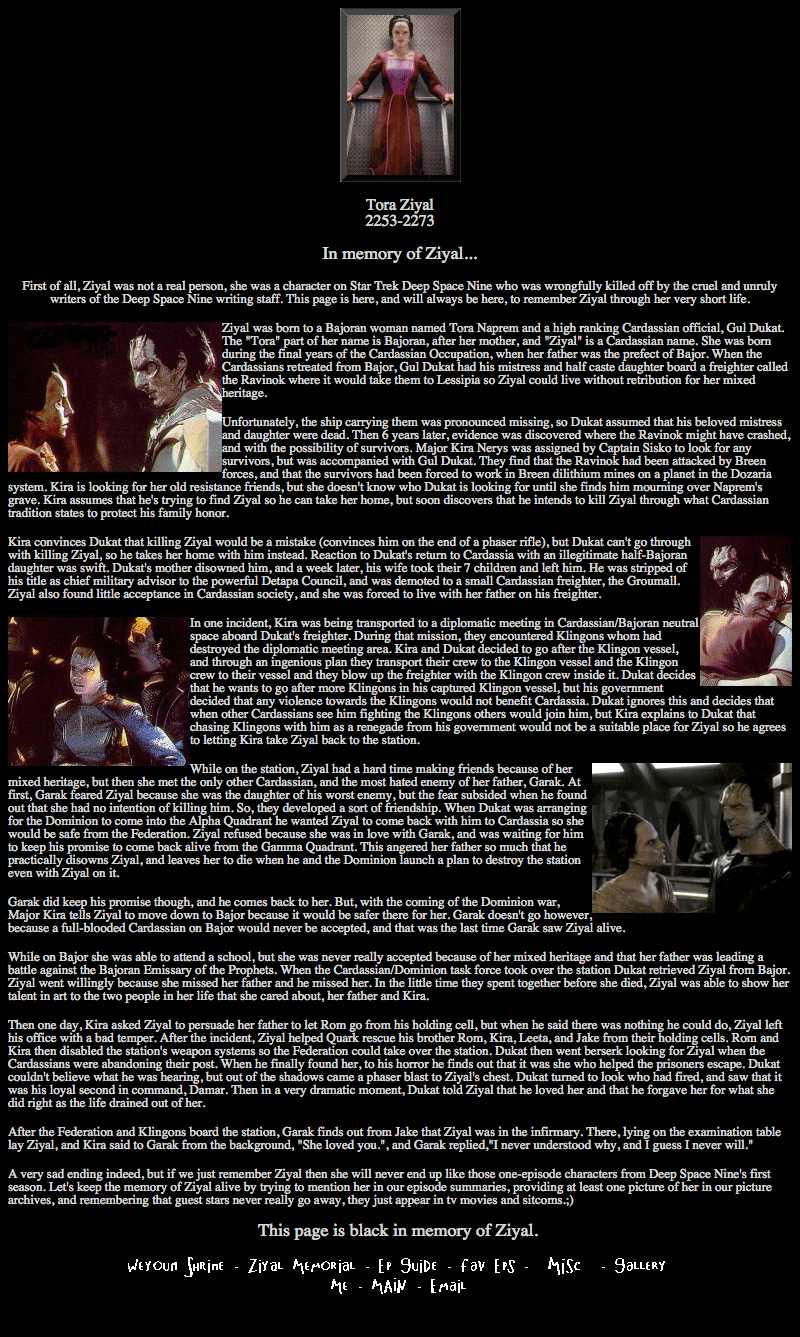 Tora Ziyal
2253-2273
In memory of Ziyal...
First of all, Ziyal was not a real person, she was a character on Star Trek Deep Space Nine who was wrongfully killed off by the cruel and unruly
writers of the Deep Space Nine writing staff. This page is here, and will always be here, to remember Ziyal through her very short life.
Ziyal was born to a Bajoran woman named Tora Naprem and a high ranking Cardassian official, Gul Dukat.
The "Tora" part of her name is Bajoran, after her mother, and "Ziyal" is a Cardassian name. She was born
during the final years of the Cardassian Occupation, when her father was the prefect of Bajor. When the
Cardassians retreated from Bajor, Gul Dukat had his mistress and half caste daughter board a freighter called
the Ravinok where it would take them to Lessipia so Ziyal could live without retribution for her mixed
heritage.
Unfortunately, the ship carrying them was pronounced missing, so Dukat assumed that his beloved mistress
and daughter were dead. Then 6 years later, evidence was discovered where the Ravinok might have crashed,
and with the possibility of survivors. Major Kira Nerys was assigned by Captain Sisko to look for any
survivors, but was accompanied with Gul Dukat. They find that the Ravinok had been attacked by Breen
forces, and that the survivors had been forced to work in Breen dilithium mines on a planet in the Dozaria
system. Kira is looking for her old resistance friends, but she doesn't know who Dukat is looking for until she finds him mourning over Naprem's
grave. Kira assumes that he's trying to find Ziyal so he can take her home, but soon discovers that he intends to kill Ziyal through what Cardassian
tradition states to protect his family honor.
Kira convinces Dukat that killing Ziyal would be a mistake (convinces him on the end of a phaser rifle), but Dukat can't go through
with killing Ziyal, so he takes her home with him instead. Reaction to Dukat's return to Cardassia with an illegitimate half-Bajoran
daughter was swift. Dukat's mother disowned him, and a week later, his wife took their 7 children and left him. He was stripped of
his title as chief military advisor to the powerful Detapa Council, and was demoted to a small Cardassian freighter, the Groumall.
Ziyal also found little acceptance in Cardassian society, and she was forced to live with her father on his freighter.
In one incident, Kira was being transported to a diplomatic meeting in Cardassian/Bajoran neutral
space aboard Dukat's freighter. During that mission, they encountered Klingons whom had
destroyed the diplomatic meeting area. Kira and Dukat decided to go after the Klingon vessel,
and through an ingenious plan they transport their crew to the Klingon vessel and the Klingon
crew to their vessel and they blow up the freighter with the Klingon crew inside it. Dukat decides
that he wants to go after more Klingons in his captured Klingon vessel, but his government
decided that any violence towards the Klingons would not benefit Cardassia. Dukat ignores this and decides that
when other Cardassians see him fighting the Klingons others would join him, but Kira explains to Dukat that
chasing Klingons with him as a renegade from his government would not be a suitable place for Ziyal so he agrees
to letting Kira take Ziyal back to the station.
While on the station, Ziyal had a hard time making friends because of her
mixed heritage, but then she met the only other Cardassian, and the most hated enemy of her father, Garak. At
first, Garak feared Ziyal because she was the daughter of his worst enemy, but the fear subsided when he found
out that she had no intention of killing him. So, they developed a sort of friendship. When Dukat was arranging
for the Dominion to come into the Alpha Quadrant he wanted Ziyal to come back with him to Cardassia so she
would be safe from the Federation. Ziyal refused because she was in love with Garak, and was waiting for him
to keep his promise to come back alive from the Gamma Quadrant. This angered her father so much that he
practically disowns Ziyal, and leaves her to die when he and the Dominion launch a plan to destroy the station
even with Ziyal on it.
Garak did keep his promise though, and he comes back to her. But, with the coming of the Dominion war,
Major Kira tells Ziyal to move down to Bajor because it would be safer there for her. Garak doesn't go however,
because a full-blooded Cardassian on Bajor would never be accepted, and that was the last time Garak saw Ziyal alive.
While on Bajor she was able to attend a school, but she was never really accepted because of her mixed heritage and that her father was leading a
battle against the Bajoran Emissary of the Prophets. When the Cardassian/Dominion task force took over the station Dukat retrieved Ziyal from Bajor.
Ziyal went willingly because she missed her father and he missed her. In the little time they spent together before she died, Ziyal was able to show her
talent in art to the two people in her life that she cared about, her father and Kira.
Then one day, Kira asked Ziyal to persuade her father to let Rom go from his holding cell, but when he said there was nothing he could do, Ziyal left
his office with a bad temper. After the incident, Ziyal helped Quark rescue his brother Rom, Kira, Leeta, and Jake from their holding cells. Rom and
Kira then disabled the station's weapon systems so the Federation could take over the station. Dukat then went berserk looking for Ziyal when the
Cardassians were abandoning their post. When he finally found her, to his horror he finds out that it was she who helped the prisoners escape. Dukat
couldn't believe what he was hearing, but out of the shadows came a phaser blast to Ziyal's chest. Dukat turned to look who had fired, and saw that it
was his loyal second in command, Damar. Then in a very dramatic moment, Dukat told Ziyal that he loved her and that he forgave her for what she
did right as the life drained out of her.
After the Federation and Klingons board the station, Garak finds out from Jake that Ziyal was in the infirmary. There, lying on the examination table
lay Ziyal, and Kira said to Garak from the background, "She loved you.", and Garak replied,"I never understood why, and I guess I never will."
A very sad ending indeed, but if we just remember Ziyal then she will never end up like those one-episode characters from Deep Space Nine's first
season. Let's keep the memory of Ziyal alive by trying to mention her in our episode summaries, providing at least one picture of her in our picture
archives, and remembering that guest stars never really go away, they just appear in tv movies and sitcoms.;)
This page is black in memory of Ziyal.
Weyoun Shrine - Ziyal Memorial - Ep Guide - Fav Eps - Misc - Gallery
Me - Main - Email